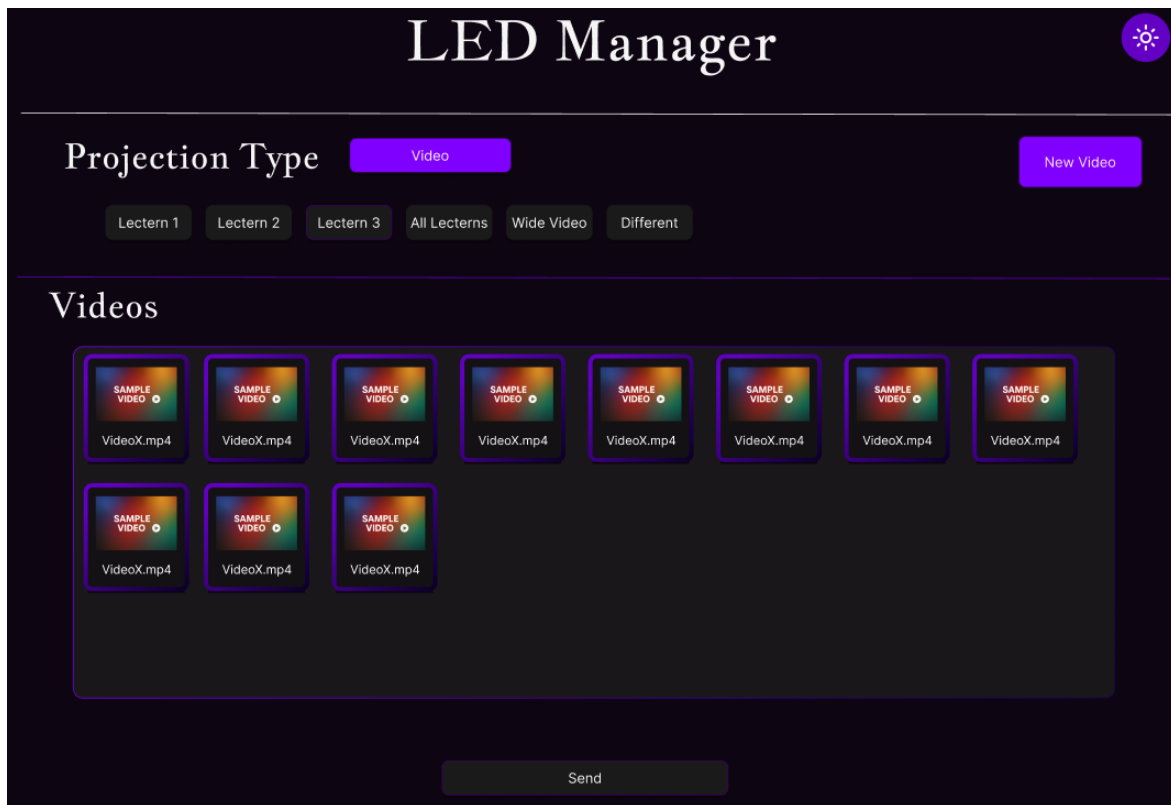 LED Manager
Projection Type
Video
New Video
Lectern 1 Lectern 2 Lectern 3 All Lecterns Wide Video Different
Videos
SAMPLE SAMPLE SAMPLE SAMPLE SAMPLE SAMPLE SAMPLE SAMPLE
VIDEO VIDEO VIDEO VIDEO VIDEO VIDEO VIDEO VIDEO
VideoX.mp4 VideoX.mp4 VideoX.mp4 VideoX.mp4 VideoX.mp4 VideoX.mp4 VideoX.mp4 VideoX.mp4
SAMPLE SAMPLE SAMPLE
VIDEO VIDEO VIDEO
VideoX.mp4 VideoX.mp4 VideoX.mp4
Send